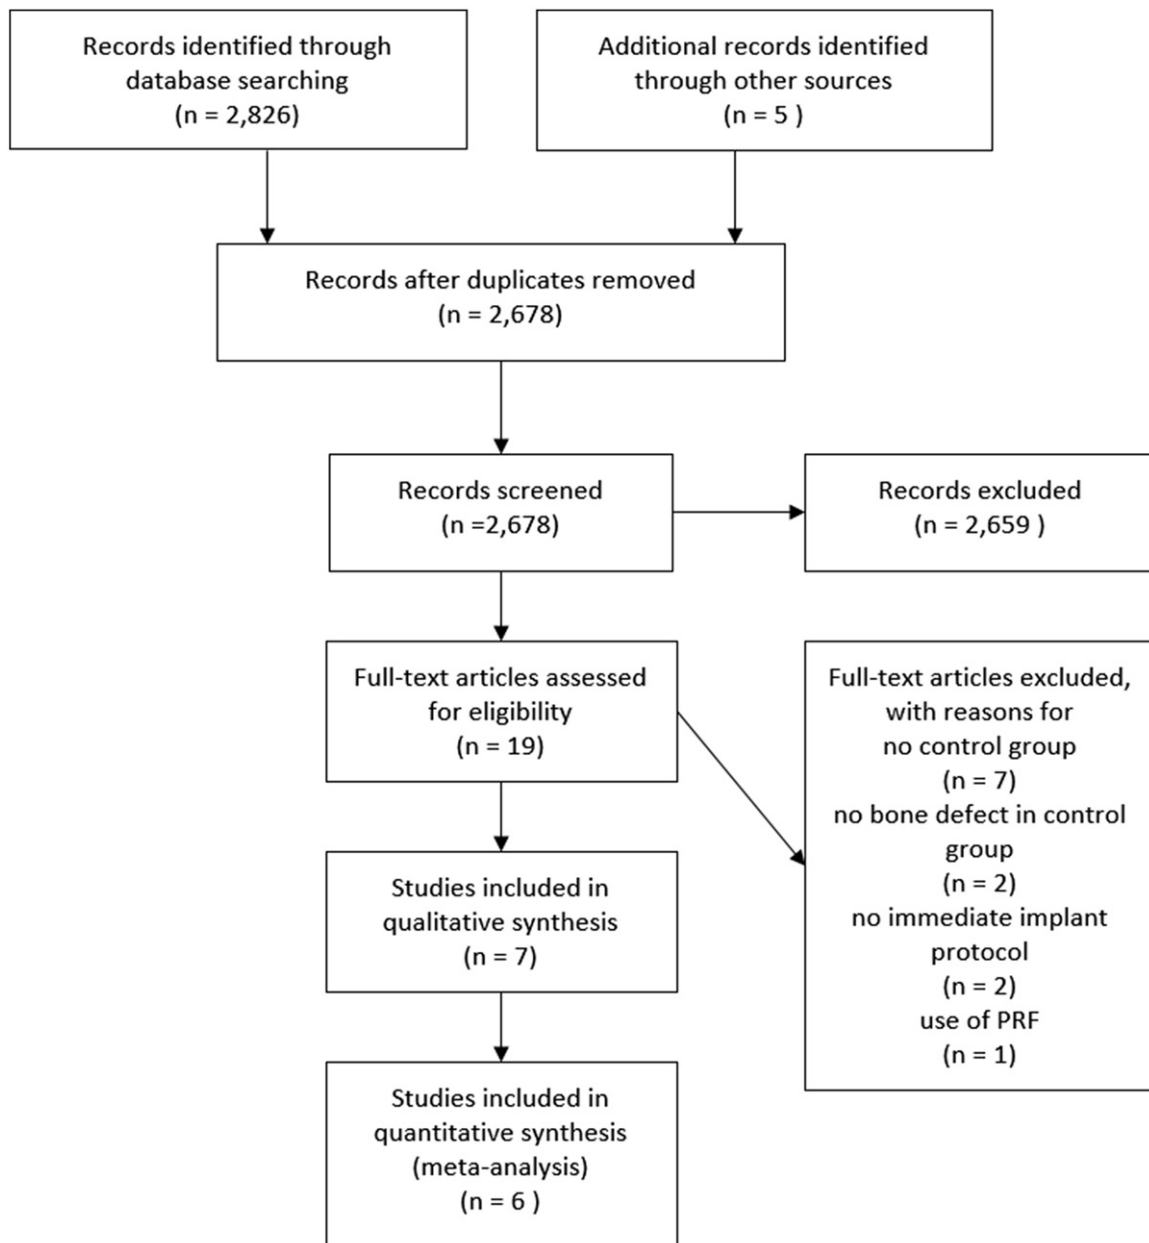 Records identified through
database searching
(n = 2,826)
Additional records identified
through other sources
(n = 5 )
Records after duplicates removed
(n = 2,678)
Records screened
(n =2,678)
Records excluded
(n = 2,659 )
Full-text articles assessed
for eligibility
(n = 19)
Full-text articles excluded,
with reasons for
no control group
(n = 7)
no bone defect in control
group
(n = 2)
no immediate implant
protocol
(n = 2)
use of PRF
(n = 1)
Studies included in
qualitative synthesis
(n = 7)
Studies included in
quantitative synthesis
(meta-analysis)
(n = 6 )